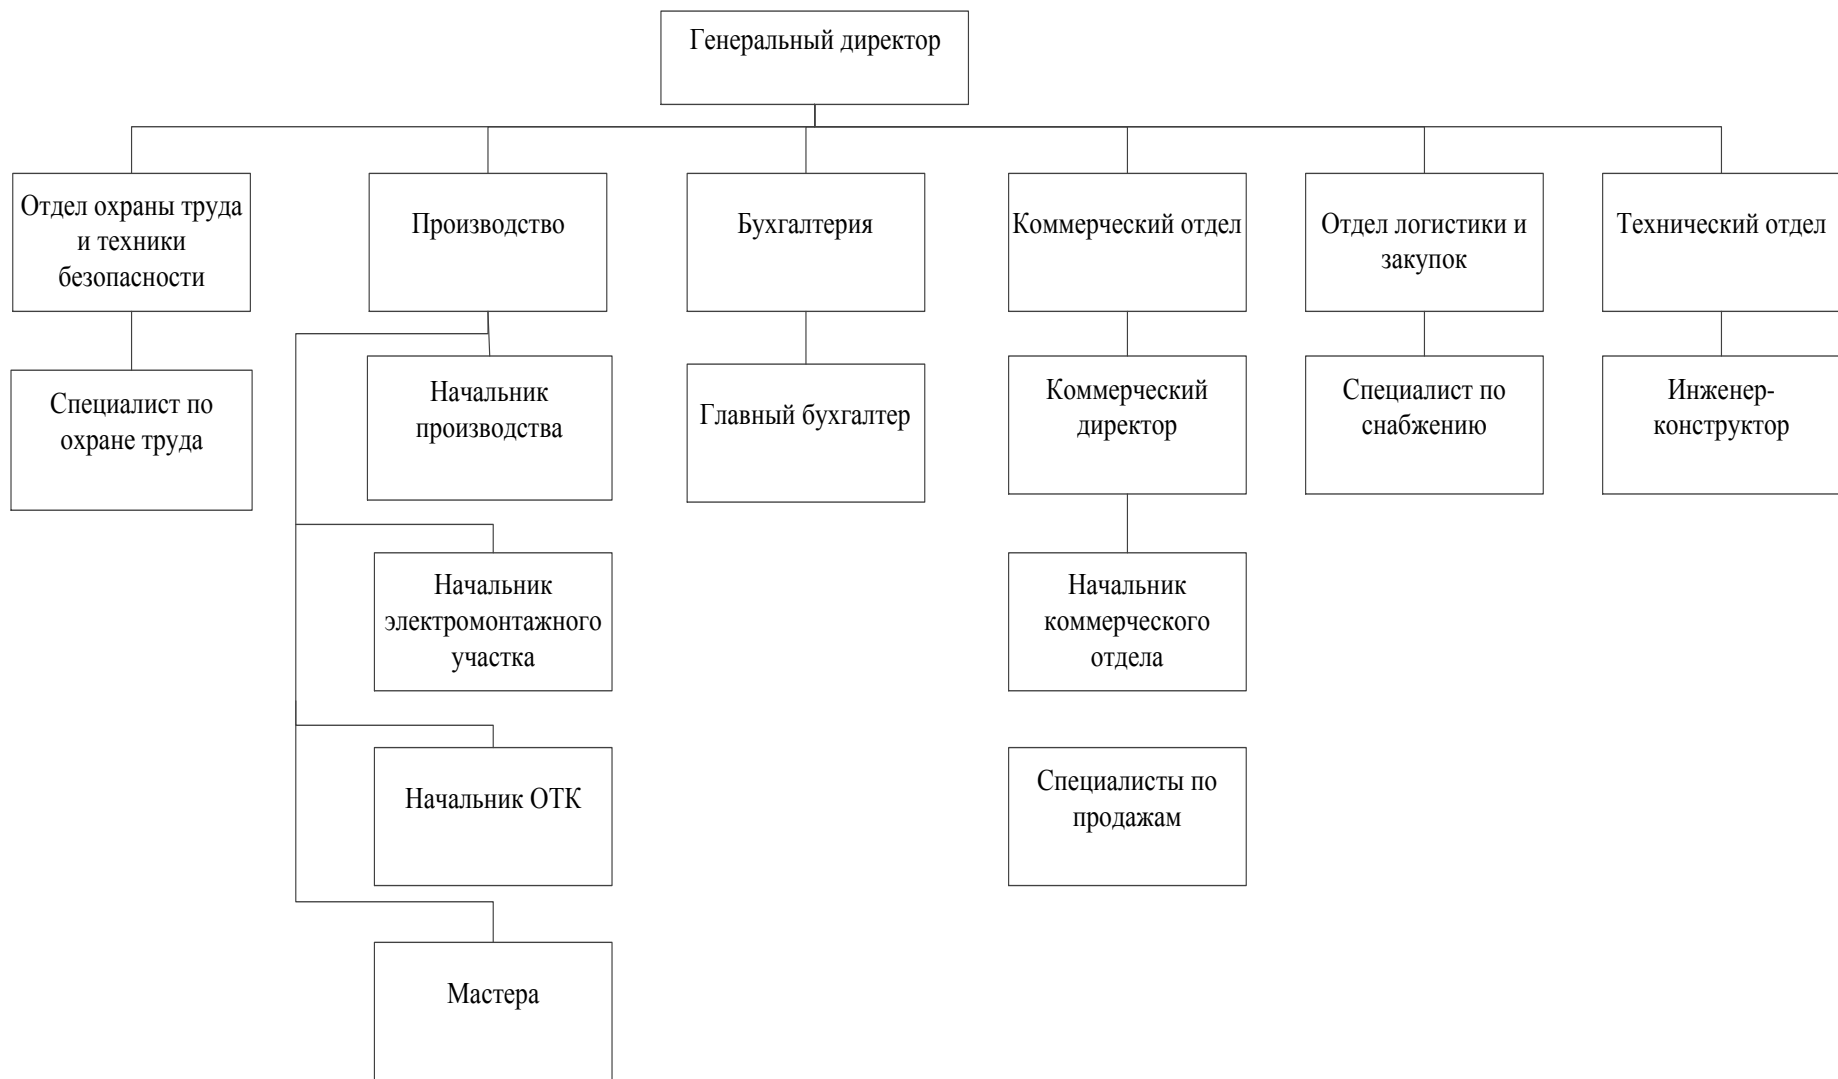 Генеральный директор
Отдел охраны труда
и техники
безопасности
Производство
Бухгалтерия
Коммерческий отдел
Отдел логистики и
закупок
Технический отдел
Специалист по
охране труда
Начальник
производства
Главный бухгалтер
Коммерческий
директор
Специалист по
снабжению
Инженер-
конструктор
Начальник
электромонтажного
участка
Начальник
коммерческого
отдела
Начальник ОТК
Специалисты по
продажам
Мастера